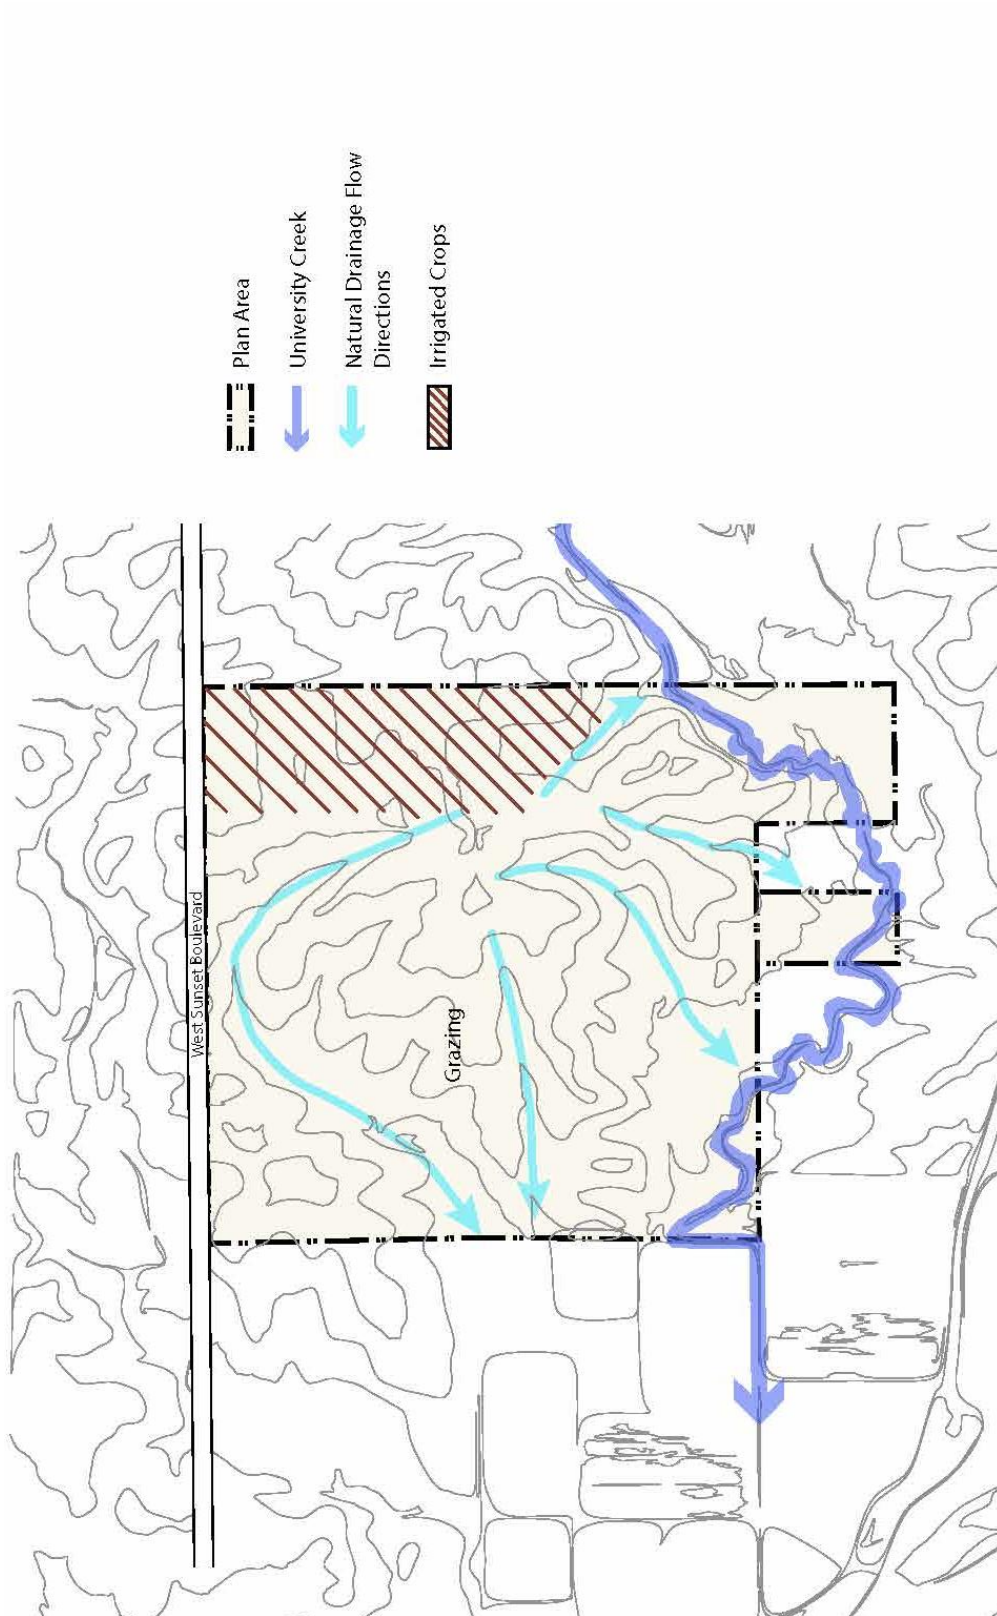 Plan Area
University Creek
Natural Drainage Flow
Directions
Irrigated Crops
West Sunset Boulevard
Grazing